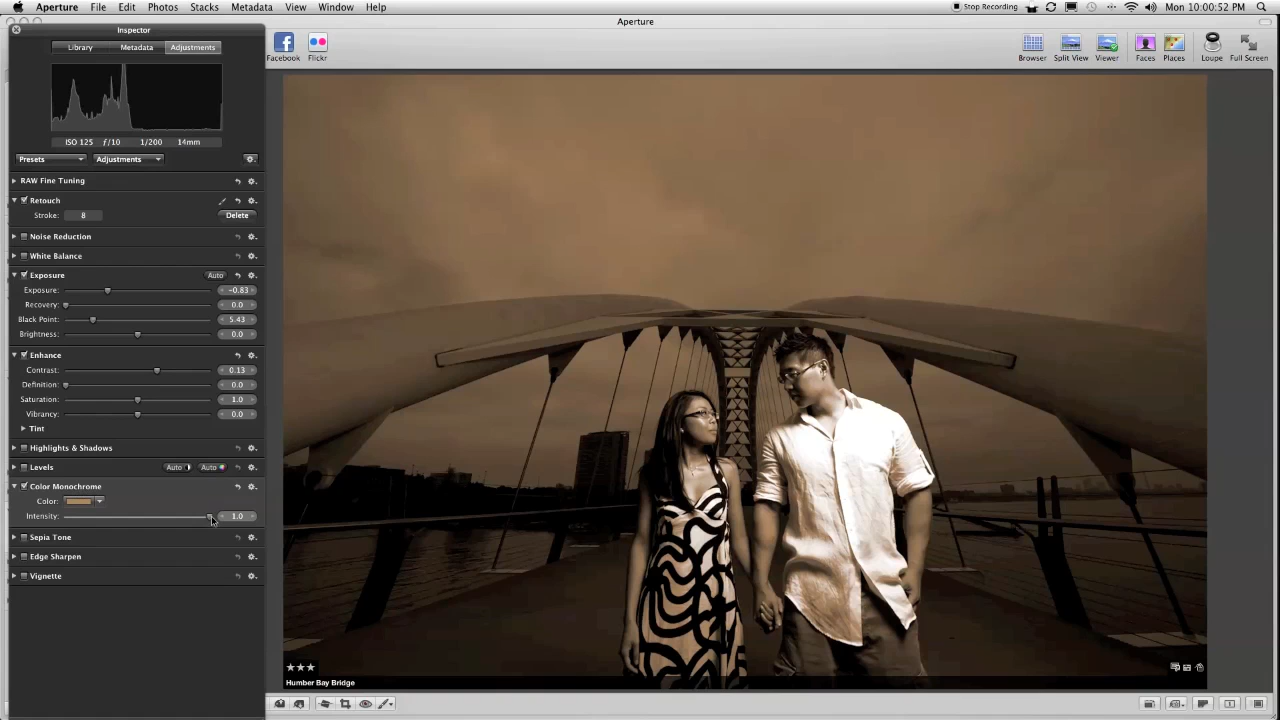 Aperture File Edit Photos Stacks Metadata View Window Help
Stop Recording
Mon 10:00:52 PM
Inspector
Aperture
Library Metadata Adjustments
Facebook Flickr
Browser Split View Viewer Faces Places Loupe Full Screen
ISO 125 ƒ/10 1/200 14mm
Presets Adjustments
RAW Fine Tuning
Retouch
Stroke: 8 Delete
Noise Reduction
White Balance
Exposure Auto
Exposure: -0.83
Recovery: 0.0
Black Point: 5.43
Brightness: 0.0
Enhance
Contrast: 0.13
Definition: 0.0
Saturation: 1.0
Vibrancy: 0.0
Tint
Highlights & Shadows
Levels Auto Auto
Color Monochrome
Color:
Intensity: 1.0
Sepia Tone
Edge Sharpen
Vignette
Humber Bay Bridge